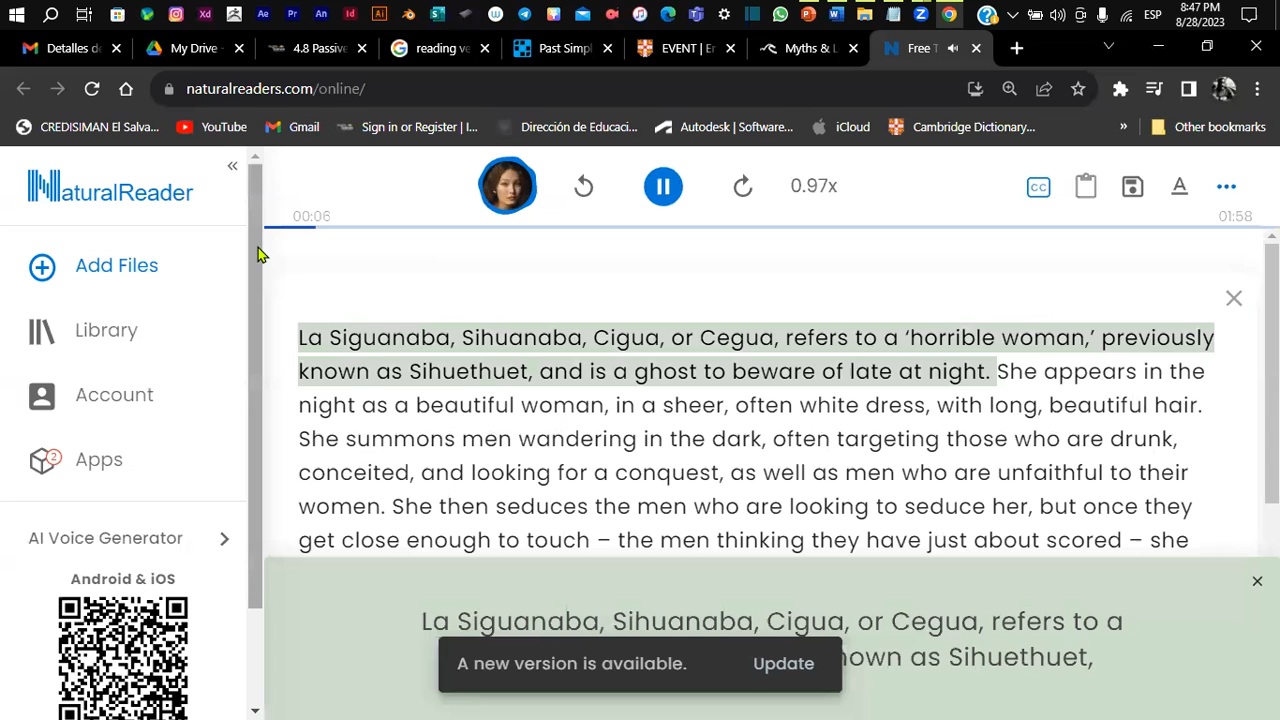 ESP
8:47 PM
8/28/2023
Detalles de
My Drive -
4.8 Passive
reading ve
Past Simpl
EVENT | En
Myths & L
Free T
naturalreaders.com/online/
CREDISIMAN El Salva...
YouTube
Gmail
Sign in or Register | I...
Dirección de Educaci...
Autodesk | Software...
iCloud
Cambridge Dictionary...
»
Other bookmarks
NaturalReader
«
0.97x
CC
A
00:06
01:58
Add Files
Library
Account
2
Apps
AI Voice Generator
Android & iOS
La Siguanaba, Sihuanaba, Cigua, or Cegua, refers to a ‘horrible woman,’ previously
known as Sihuethuet, and is a ghost to beware of late at night. She appears in the
night as a beautiful woman, in a sheer, often white dress, with long, beautiful hair.
She summons men wandering in the dark, often targeting those who are drunk,
conceited, and looking for a conquest, as well as men who are unfaithful to their
women. She then seduces the men who are looking to seduce her, but once they
get close enough to touch – the men thinking they have just about scored – she
La Siguanaba, Sihuanaba, Cigua, or Cegua, refers to a
nown as Sihuethuet,
A new version is available. Update